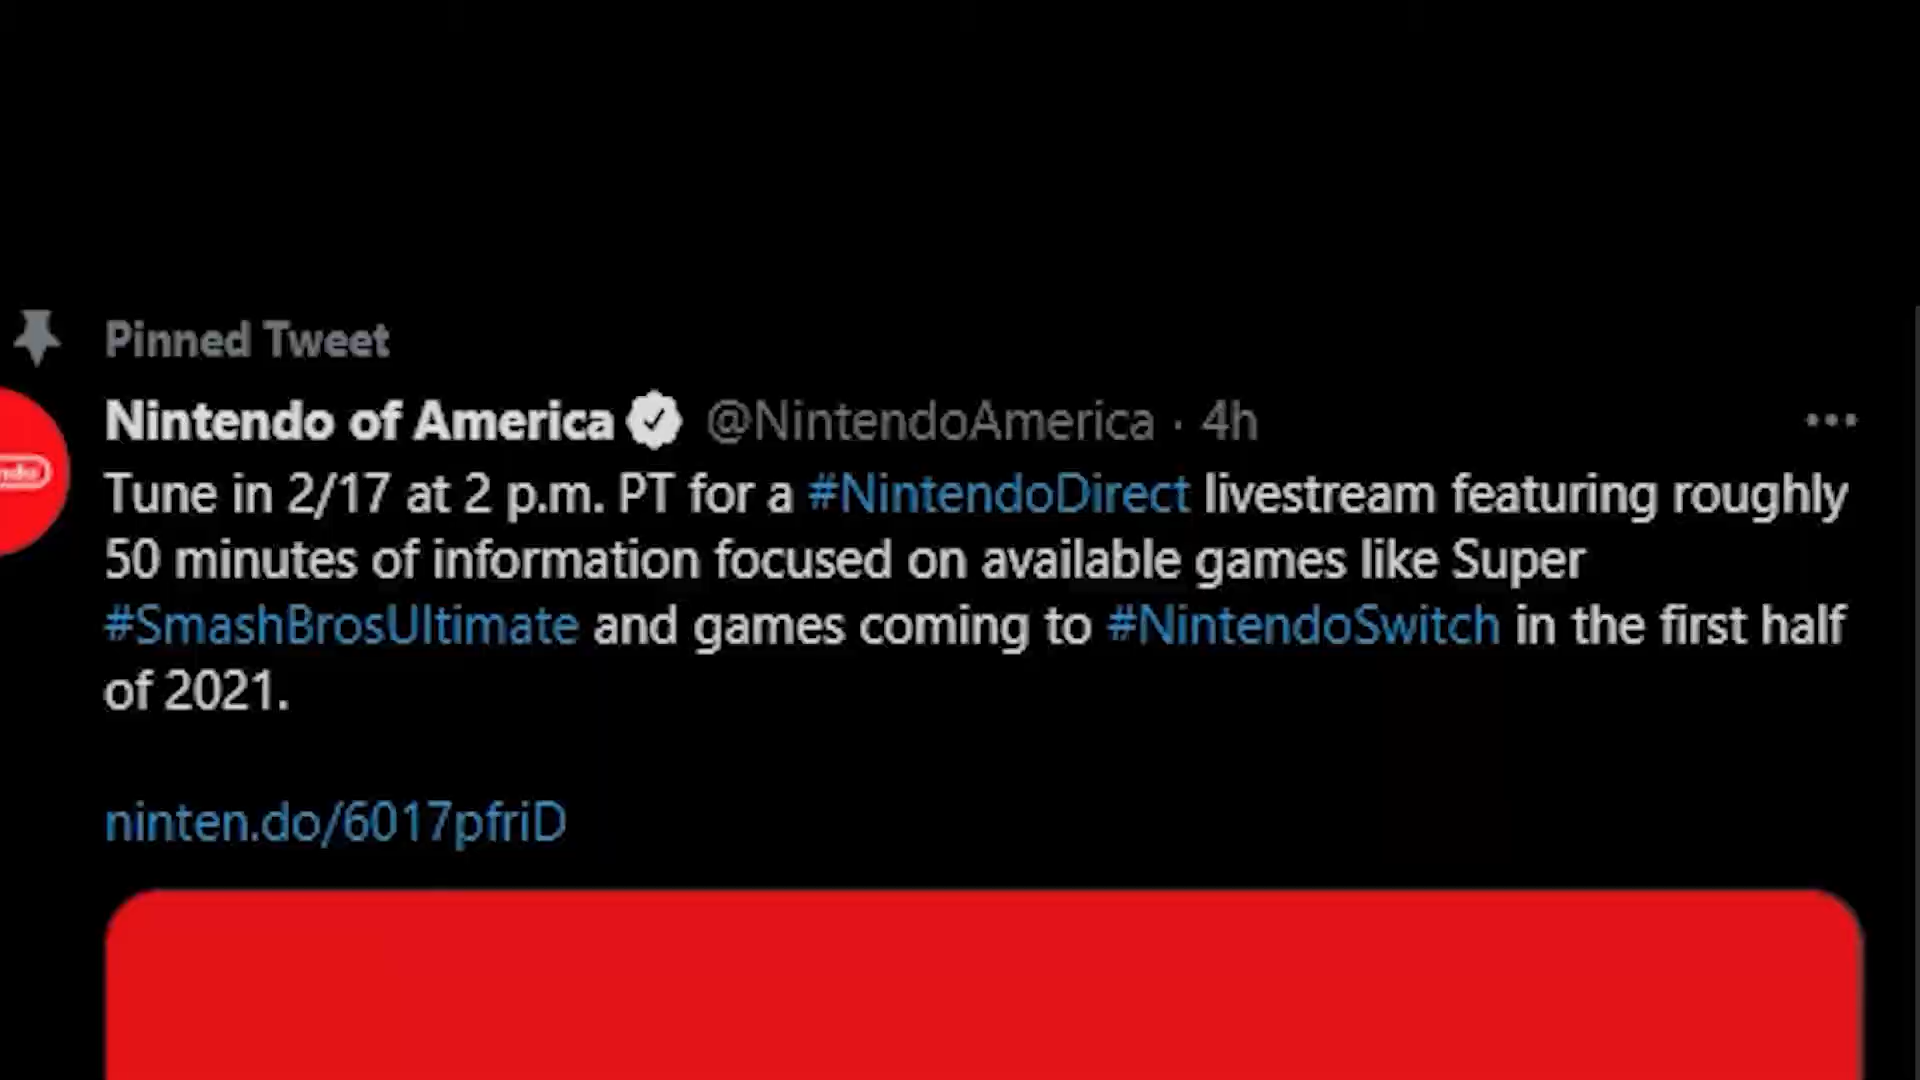 Pinned Tweet
Nintendo of America @NintendoAmerica · 4h
Tune in 2/17 at 2 p.m. PT for a #NintendoDirect livestream featuring roughly
50 minutes of information focused on available games like Super
#SmashBrosUltimate and games coming to #NintendoSwitch in the first half
of 2021.
ninten.do/6017pfriD